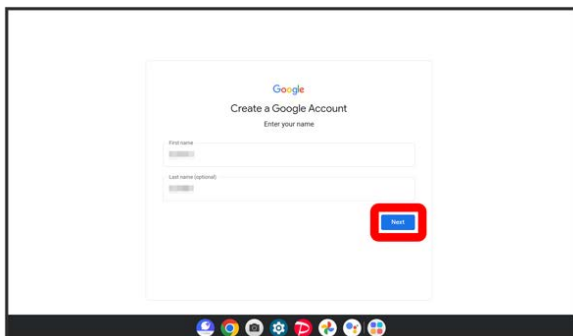 Google
Create a Google Account
Enter your name
First name
Last name (optional)
Next